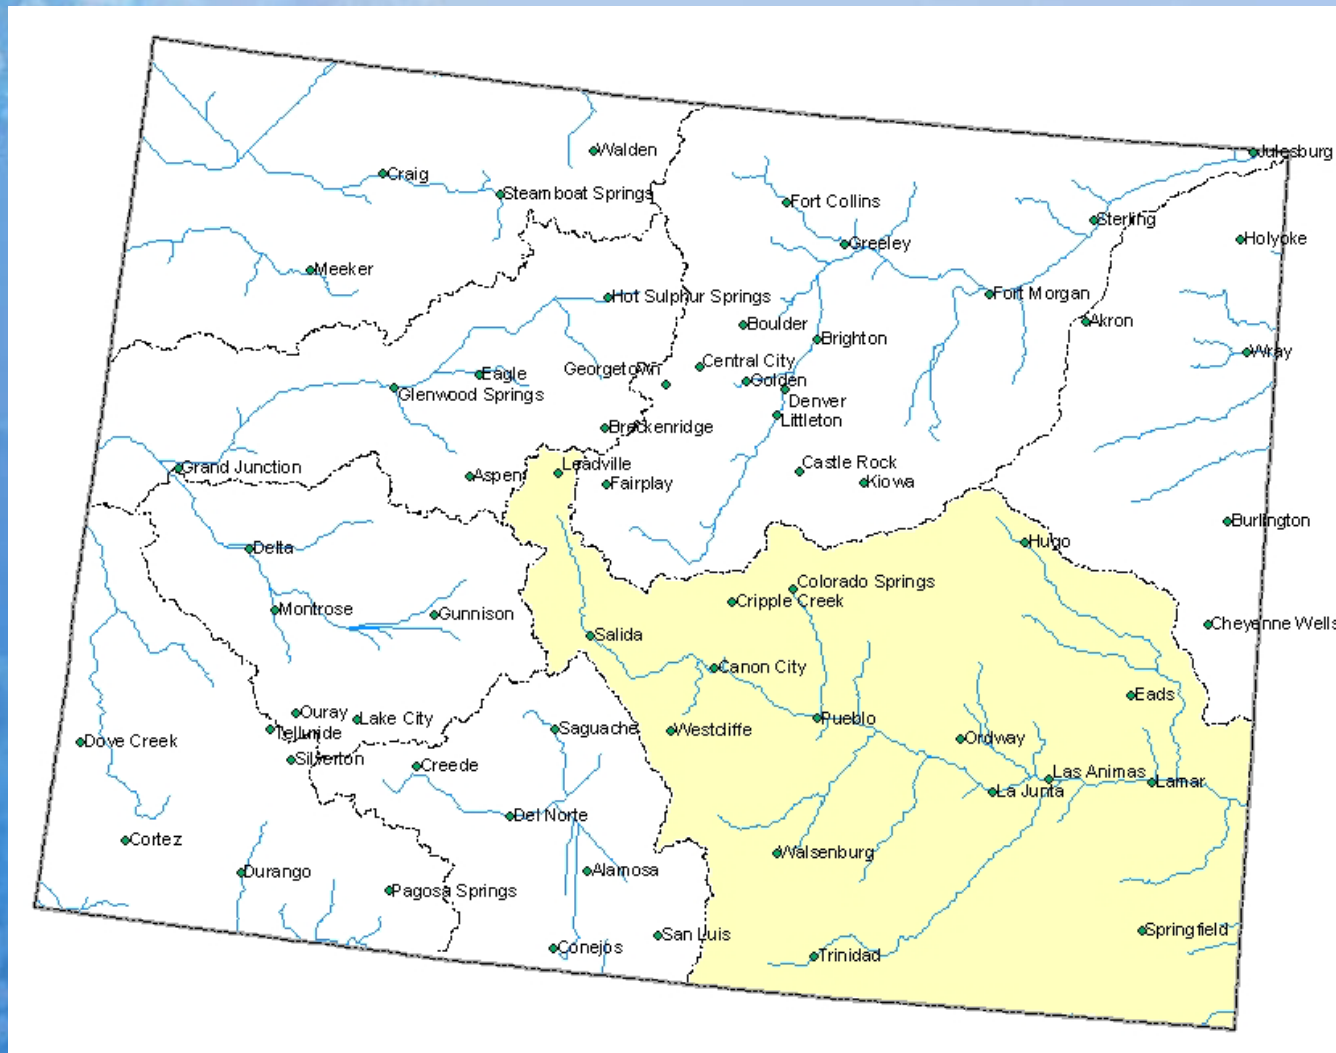 Julesburg
Walden
Craig
Steamboat Springs
Fort Collins
Sterling
Holyoke
Greeley
Meeker
Hot Sulphur Springs
Fort Morgan
Boulder
Akron
Brighton
Wray
Central City
Georgetown
Eagle
Golden
Glenwood Springs
Denver
Littleton
Breckenridge
Leadville
Castle Rock
Grand Junction
Aspen
Fairplay
Kiowa
Burlington
Hugo
Delta
Colorado Springs
Cripple Creek
Montrose
Gunnison
Cheyenne Wells
Salida
Canon City
Eads
Ouray
Lake City
Pueblo
Telluride
Saguache
Westcliffe
Ordway
Dove Creek
Silverton
Creede
Las Animas
Lamar
La Junta
Del Norte
Cortez
Walsenburg
Durango
Alamosa
Pagosa Springs
Springfield
San Luis
Conejos
Trinidad